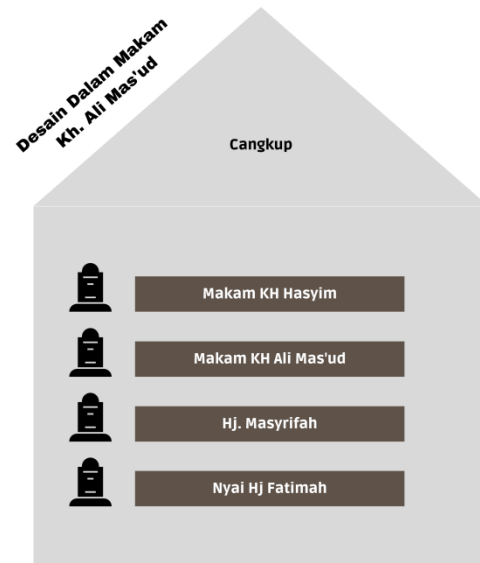 Desain Dalam Makam
Kh. Ali Mas'ud
Cangkup
Makam KH Hasyim
Makam KH Ali Mas'ud
Hj. Masyrifah
Nyai Hj Fatimah